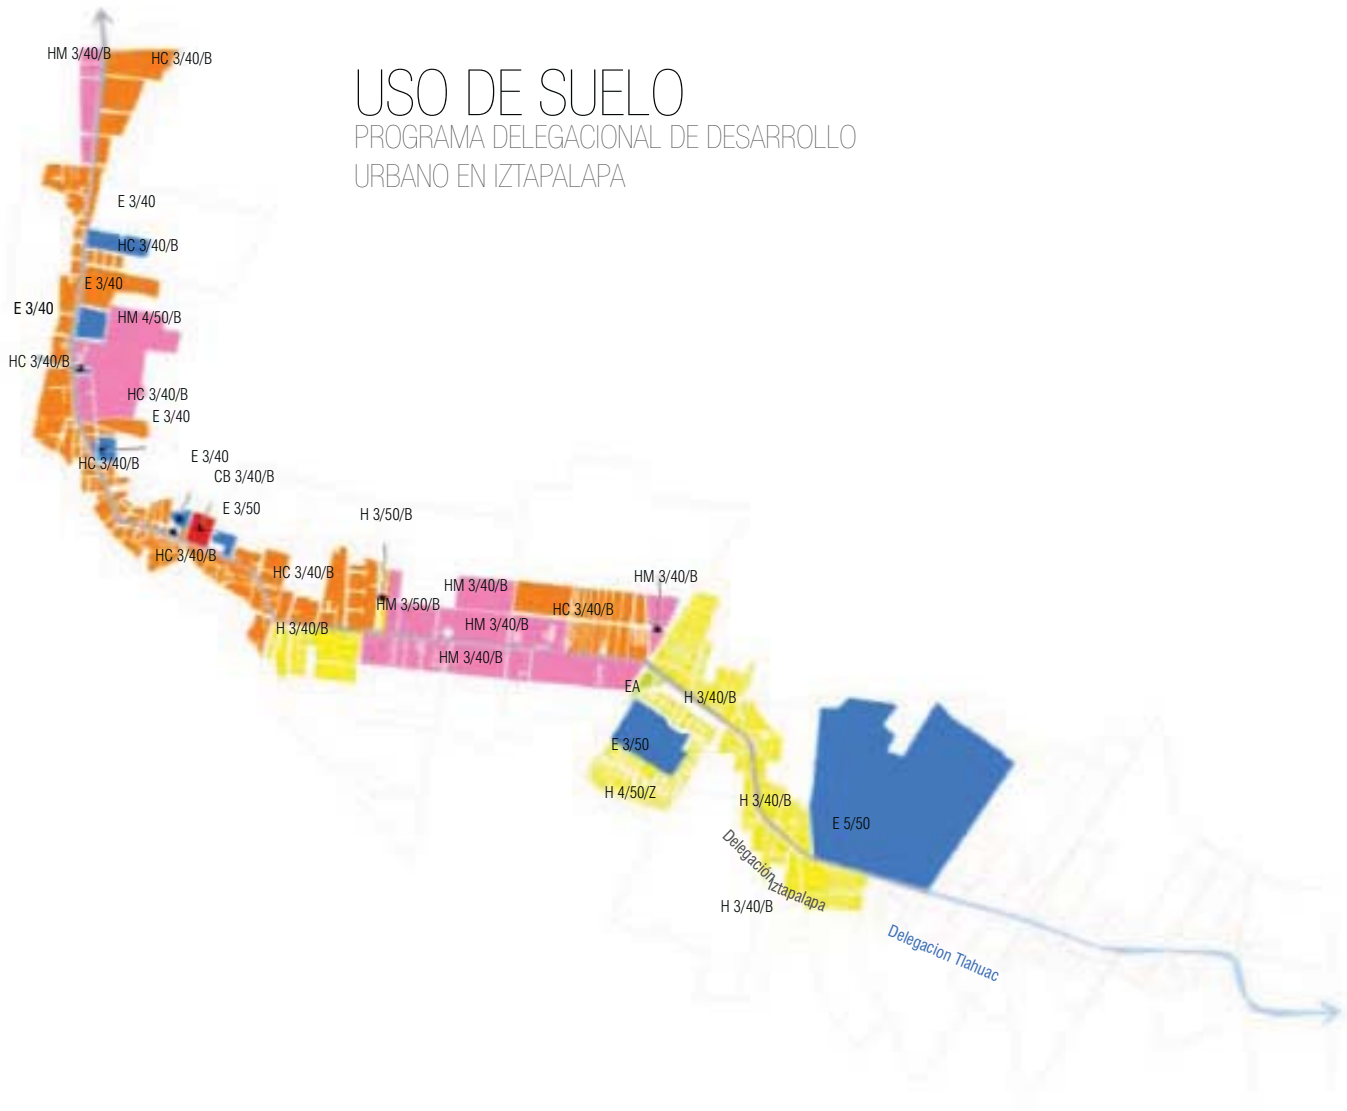 HM 3/40/B
HC 3/40/B
USO DE SUELO
PROGRAMA DELEGACIONAL DE DESARROLLO
URBANO EN IZTAPALAPA
E 3/40
HC 3/40/B
E 3/40
E 3/40
HM 4/50/B
HC 3/40/B
HC 3/40/B
E 3/40
HC 3/40/B
E 3/40
CB 3/40/B
E 3/50
H 3/50/B
HC 3/40/B
HC 3/40/B
HM 3/40/B
HM 3/40/B
HM 3/50/B
HC 3/40/B
H 3/40/B
HM 3/40/B
HM 3/40/B
EA
H 3/40/B
E 3/50
H 4/50/Z
H 3/40/B
E 5/50
Delegación
Iztapalapa
H 3/40/B
Delegacion Tlahuac